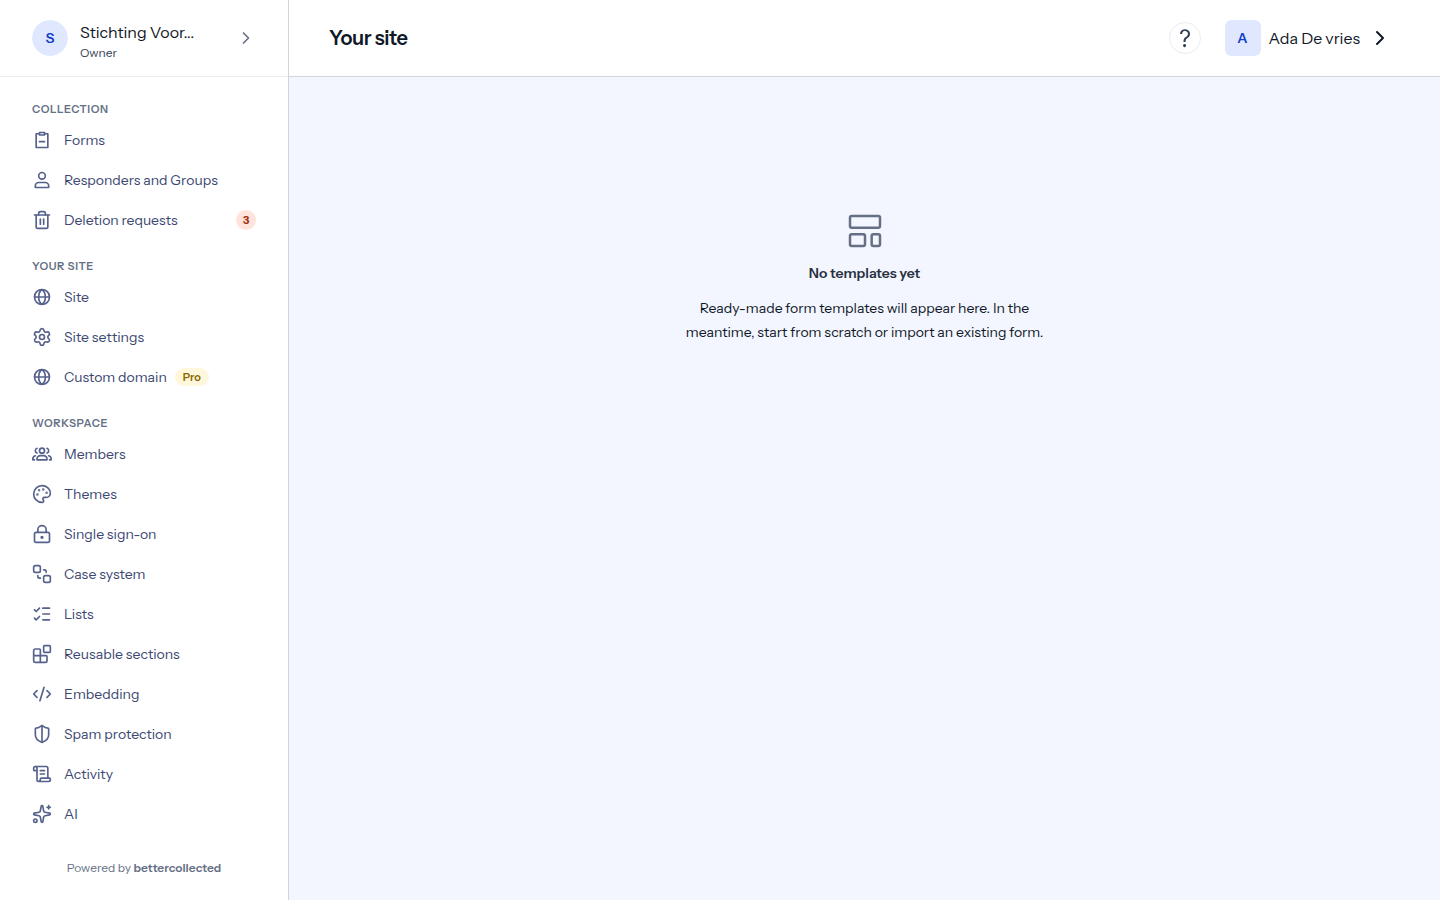 S
Stichting Voor...
Owner
COLLECTION
Forms
Responders and Groups
Deletion requests 3
YOUR SITE
Site
Site settings
Custom domain Pro
WORKSPACE
Members
Themes
Single sign-on
Case system
Lists
Reusable sections
Embedding
Spam protection
Activity
AI
Powered by bettercollected
Your site
?
A
Ada De vries
No templates yet
Ready-made form templates will appear here. In the
meantime, start from scratch or import an existing form.